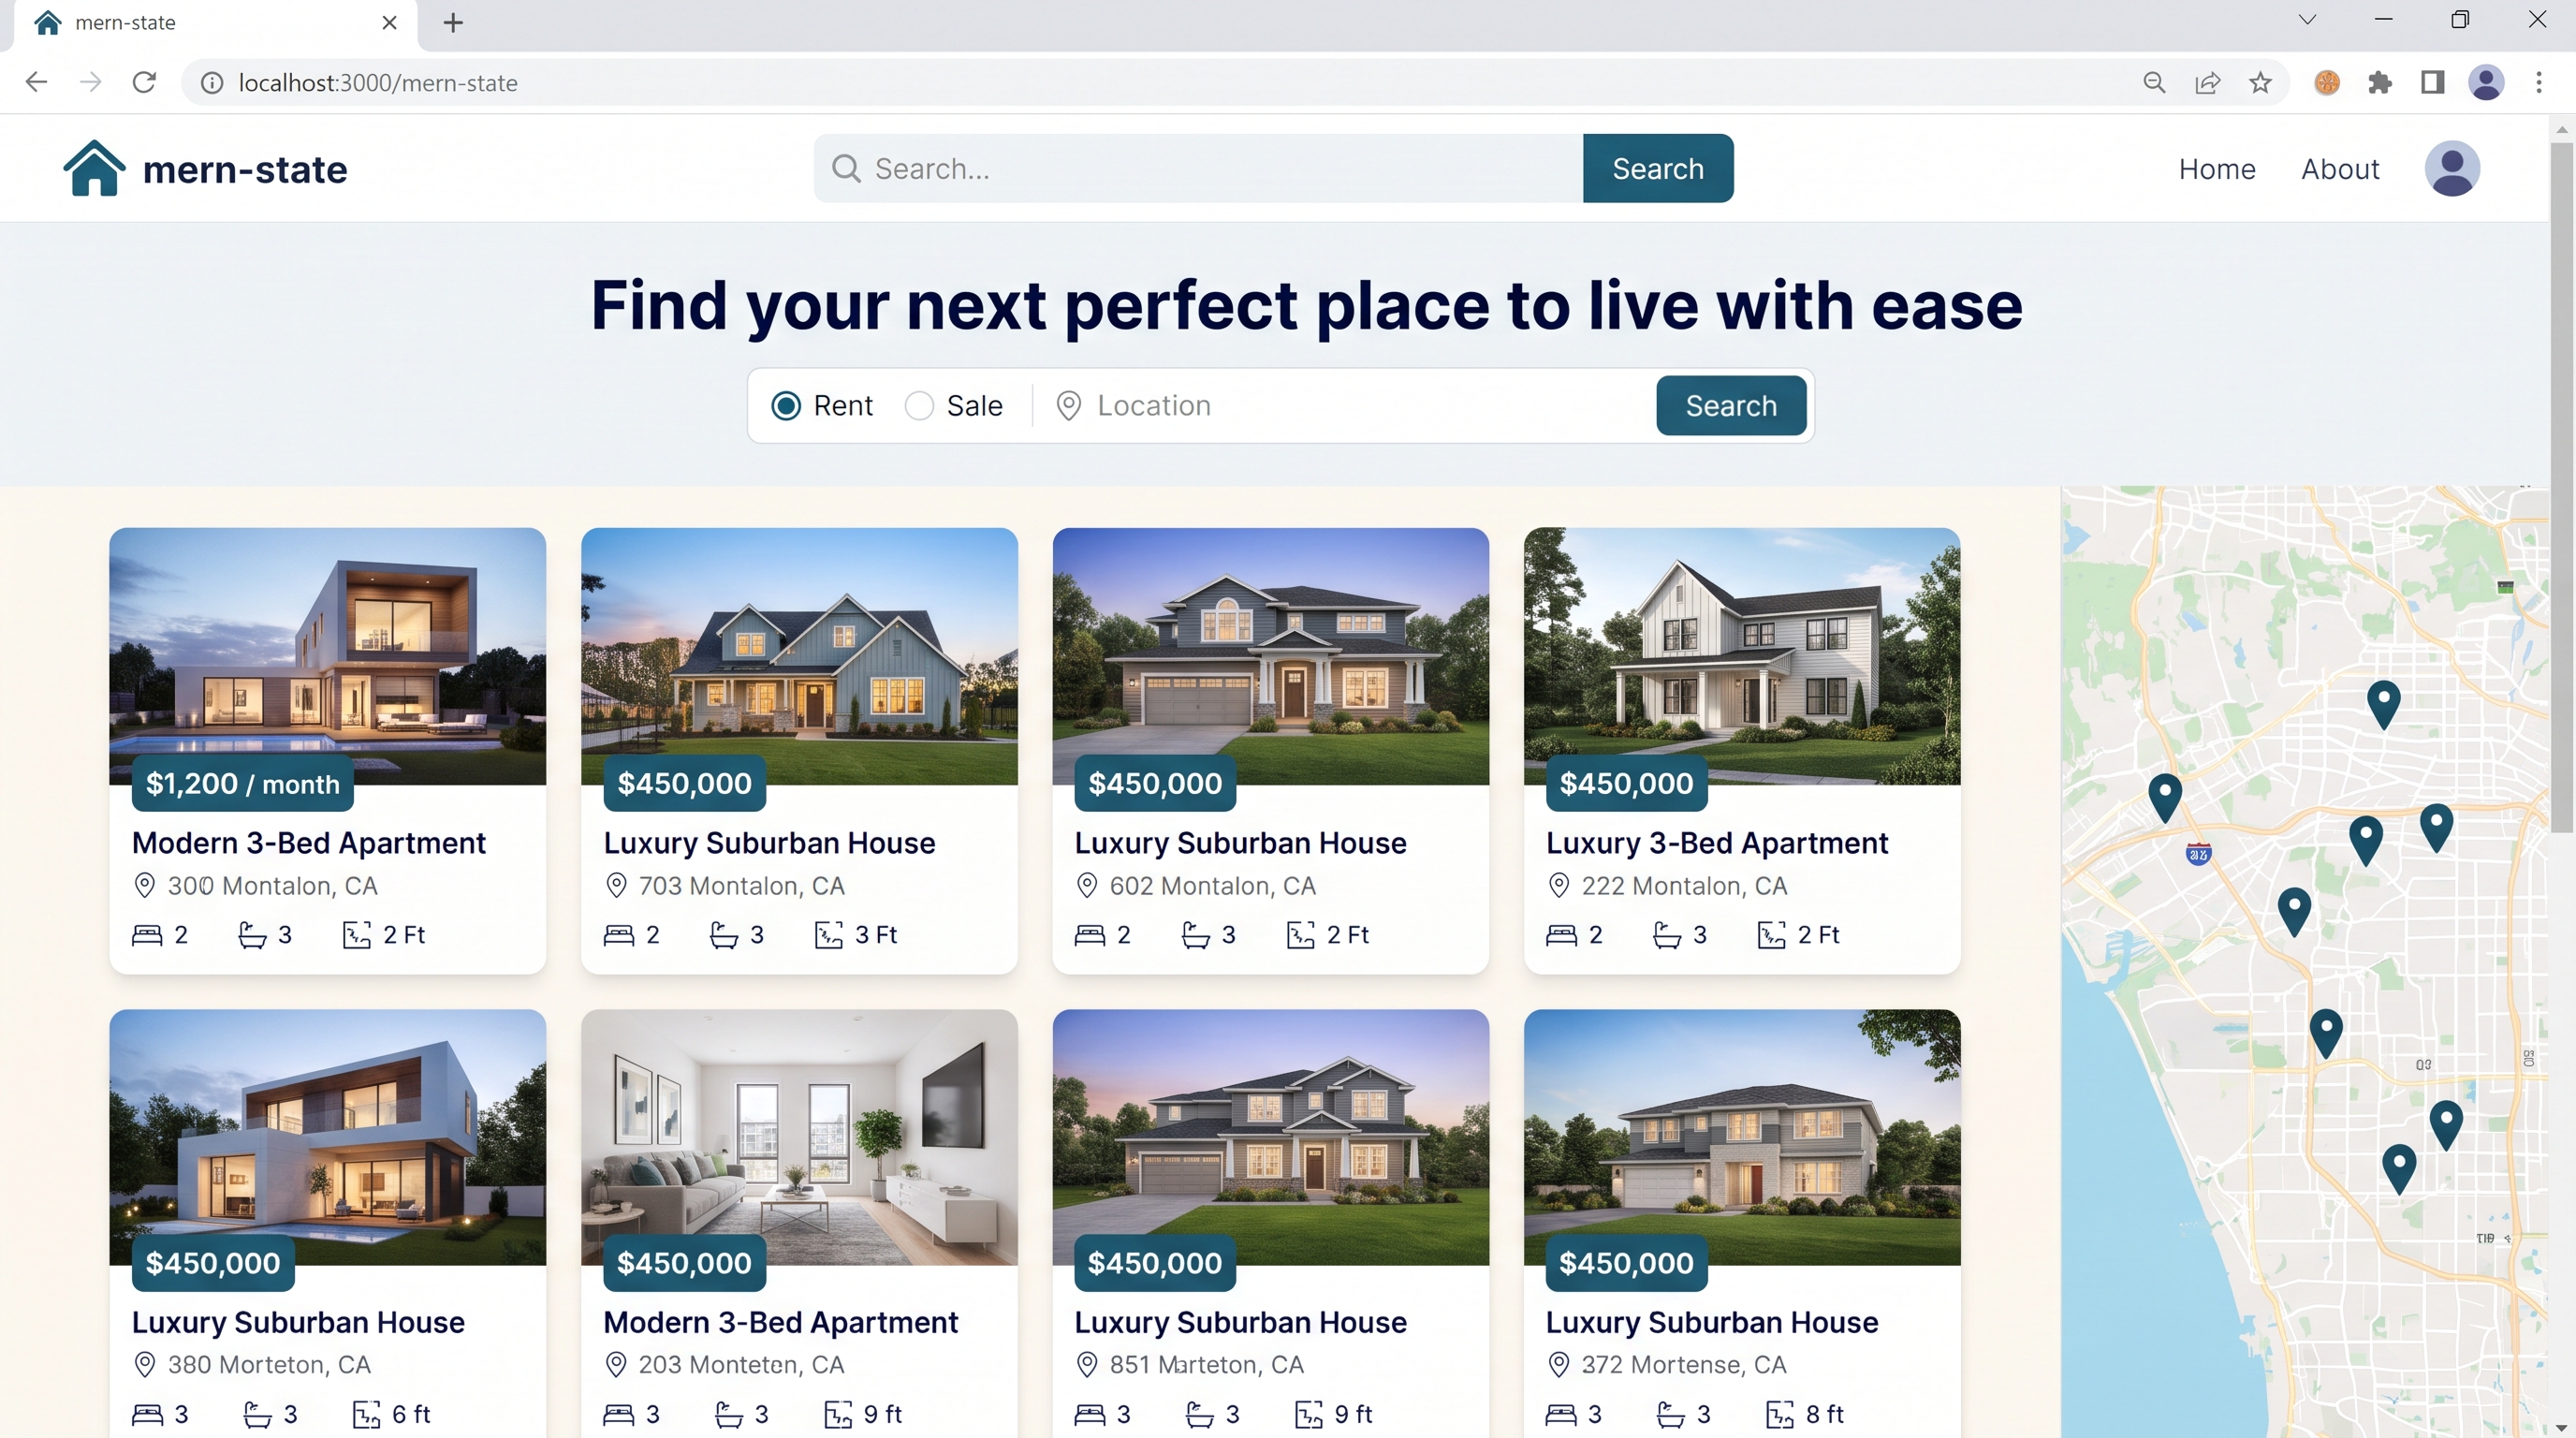 mern-state
localhost:3000/mern-state
mern-state
Search...
Search
Home
About
Find your next perfect place to live with ease
Rent
Sale
Location
Search
$1,200 / month
Modern 3-Bed Apartment
300 Montalon, CA
2 3 2 Ft
$450,000
Luxury Suburban House
703 Montalon, CA
2 3 3 Ft
$450,000
Luxury Suburban House
602 Montalon, CA
2 3 2 Ft
$450,000
Luxury 3-Bed Apartment
222 Montalon, CA
2 3 2 Ft
$450,000
Luxury Suburban House
380 Morteton, CA
3 3 6 ft
$450,000
Modern 3-Bed Apartment
203 Monteten, CA
3 3 9 ft
$450,000
Luxury Suburban House
851 Marteton, CA
3 3 9 ft
$450,000
Luxury Suburban House
372 Mortense, CA
3 3 8 ft